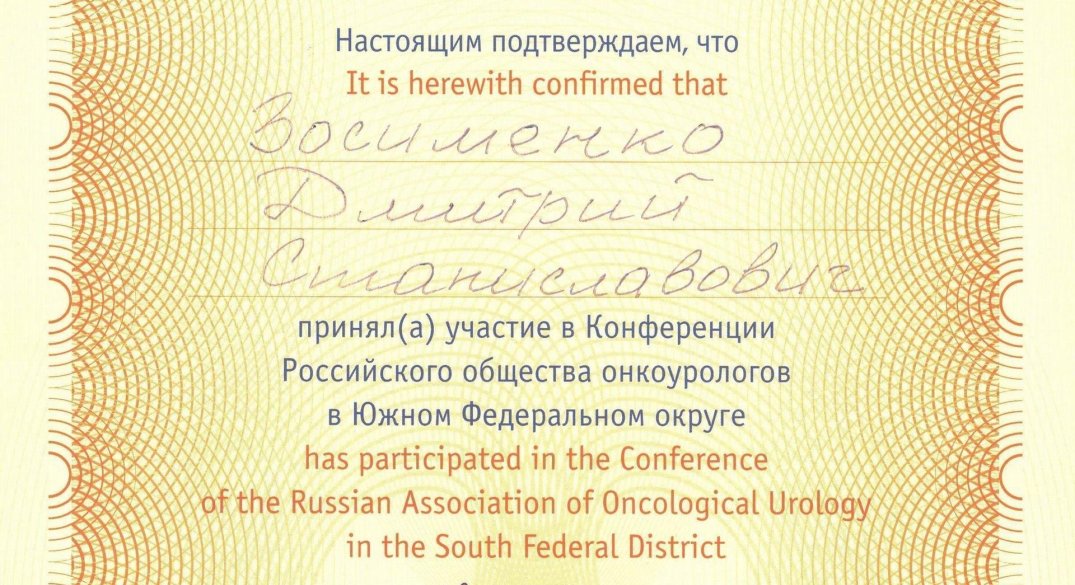 Настоящим подтверждаем, что
It is herewith confirmed that
Зосименко
Дмитрий
Станиславович
принял(а) участие в Конференции
Российского общества онкоурологов
в Южном Федеральном округе
has participated in the Conference
of the Russian Association of Oncological Urology
in the South Federal District